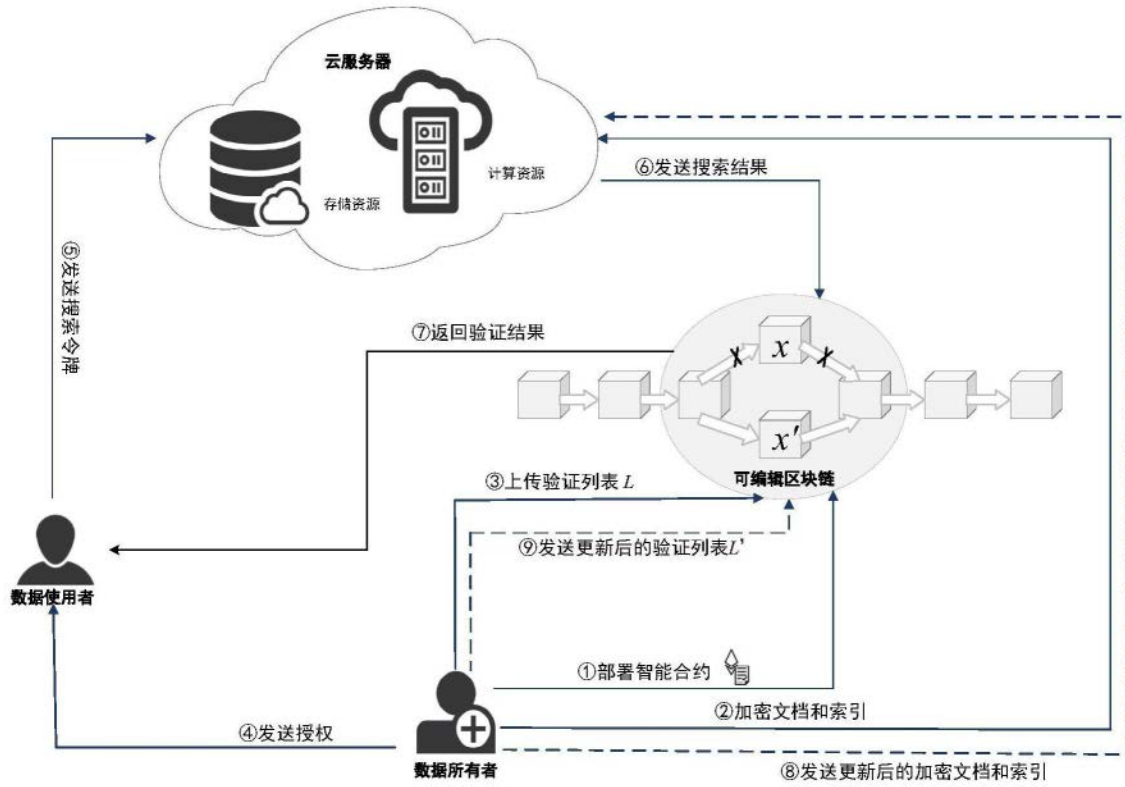 云服务器
计算资源
存储资源
⑥发送搜索结果
⑤发送搜索令牌
⑦返回验证结果
x
x'
可编辑区块链
③上传验证列表 L
⑨发送更新后的验证列表L'
数据使用者
①部署智能合约
②加密文档和索引
④发送授权
数据所有者
⑧发送更新后的加密文档和索引